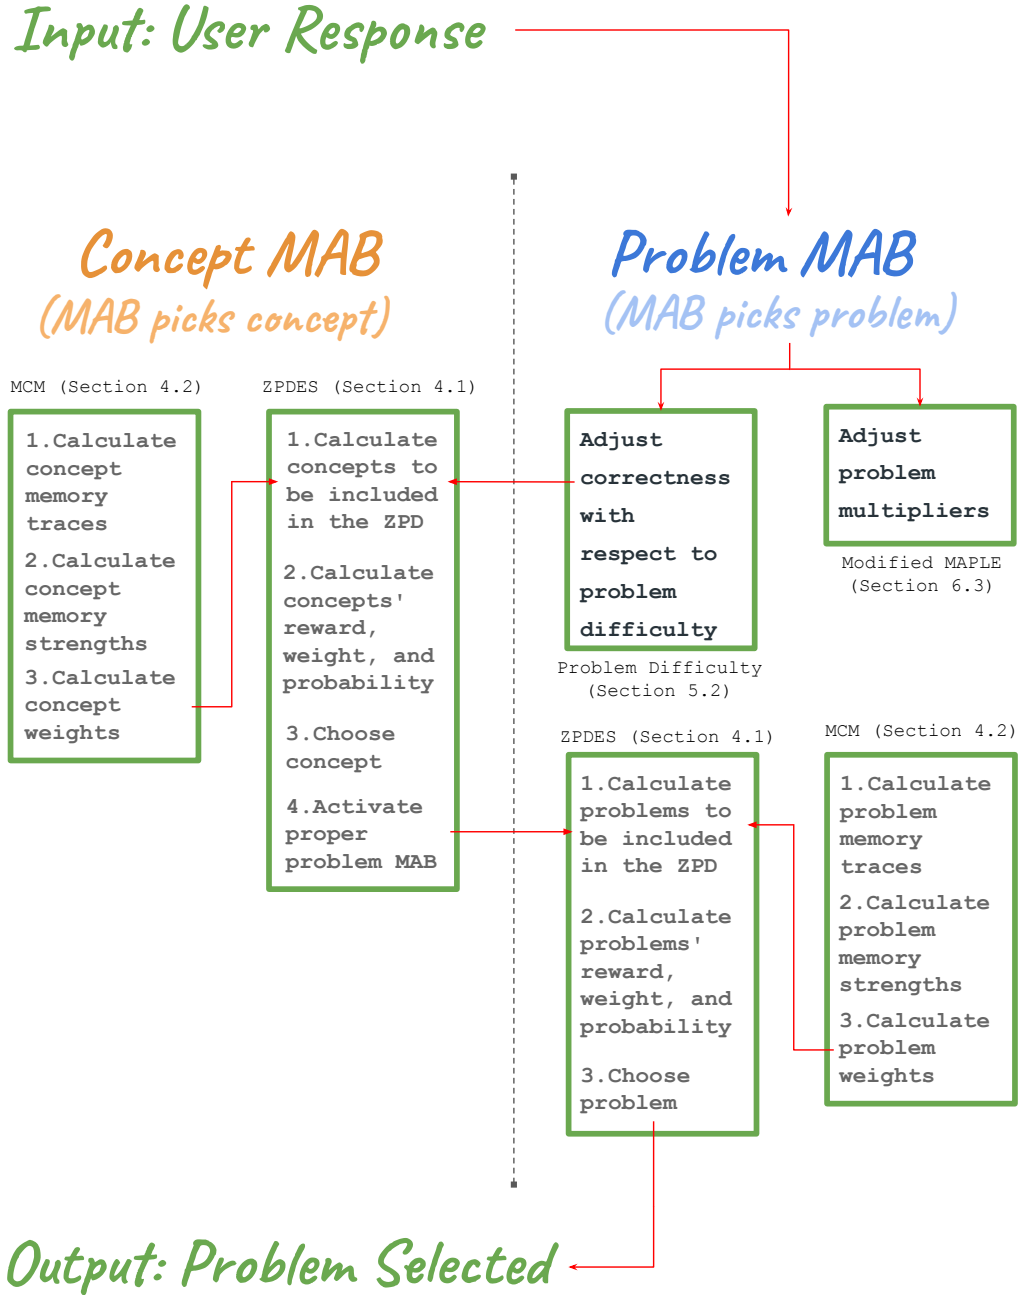 Input: User Response
Concept MAB
(MAB picks concept)
MCM (Section 4.2)
1.Calculate
concept
memory
traces
2.Calculate
concept
memory
strengths
3.Calculate
concept
weights
ZPDES (Section 4.1)
1.Calculate
concepts to
be included
in the ZPD
2.Calculate
concepts'
reward,
weight, and
probability
3.Choose
concept
4.Activate
proper
problem MAB
Problem MAB
(MAB picks problem)
Adjust
correctness
with
respect to
problem
difficulty
Problem Difficulty
(Section 5.2)
Adjust
problem
multipliers
Modified MAPLE
(Section 6.3)
ZPDES (Section 4.1)
1.Calculate
problems to
be included
in the ZPD
2.Calculate
problems'
reward,
weight, and
probability
3.Choose
problem
MCM (Section 4.2)
1.Calculate
problem
memory
traces
2.Calculate
problem
memory
strengths
3.Calculate
problem
weights
Output: Problem Selected